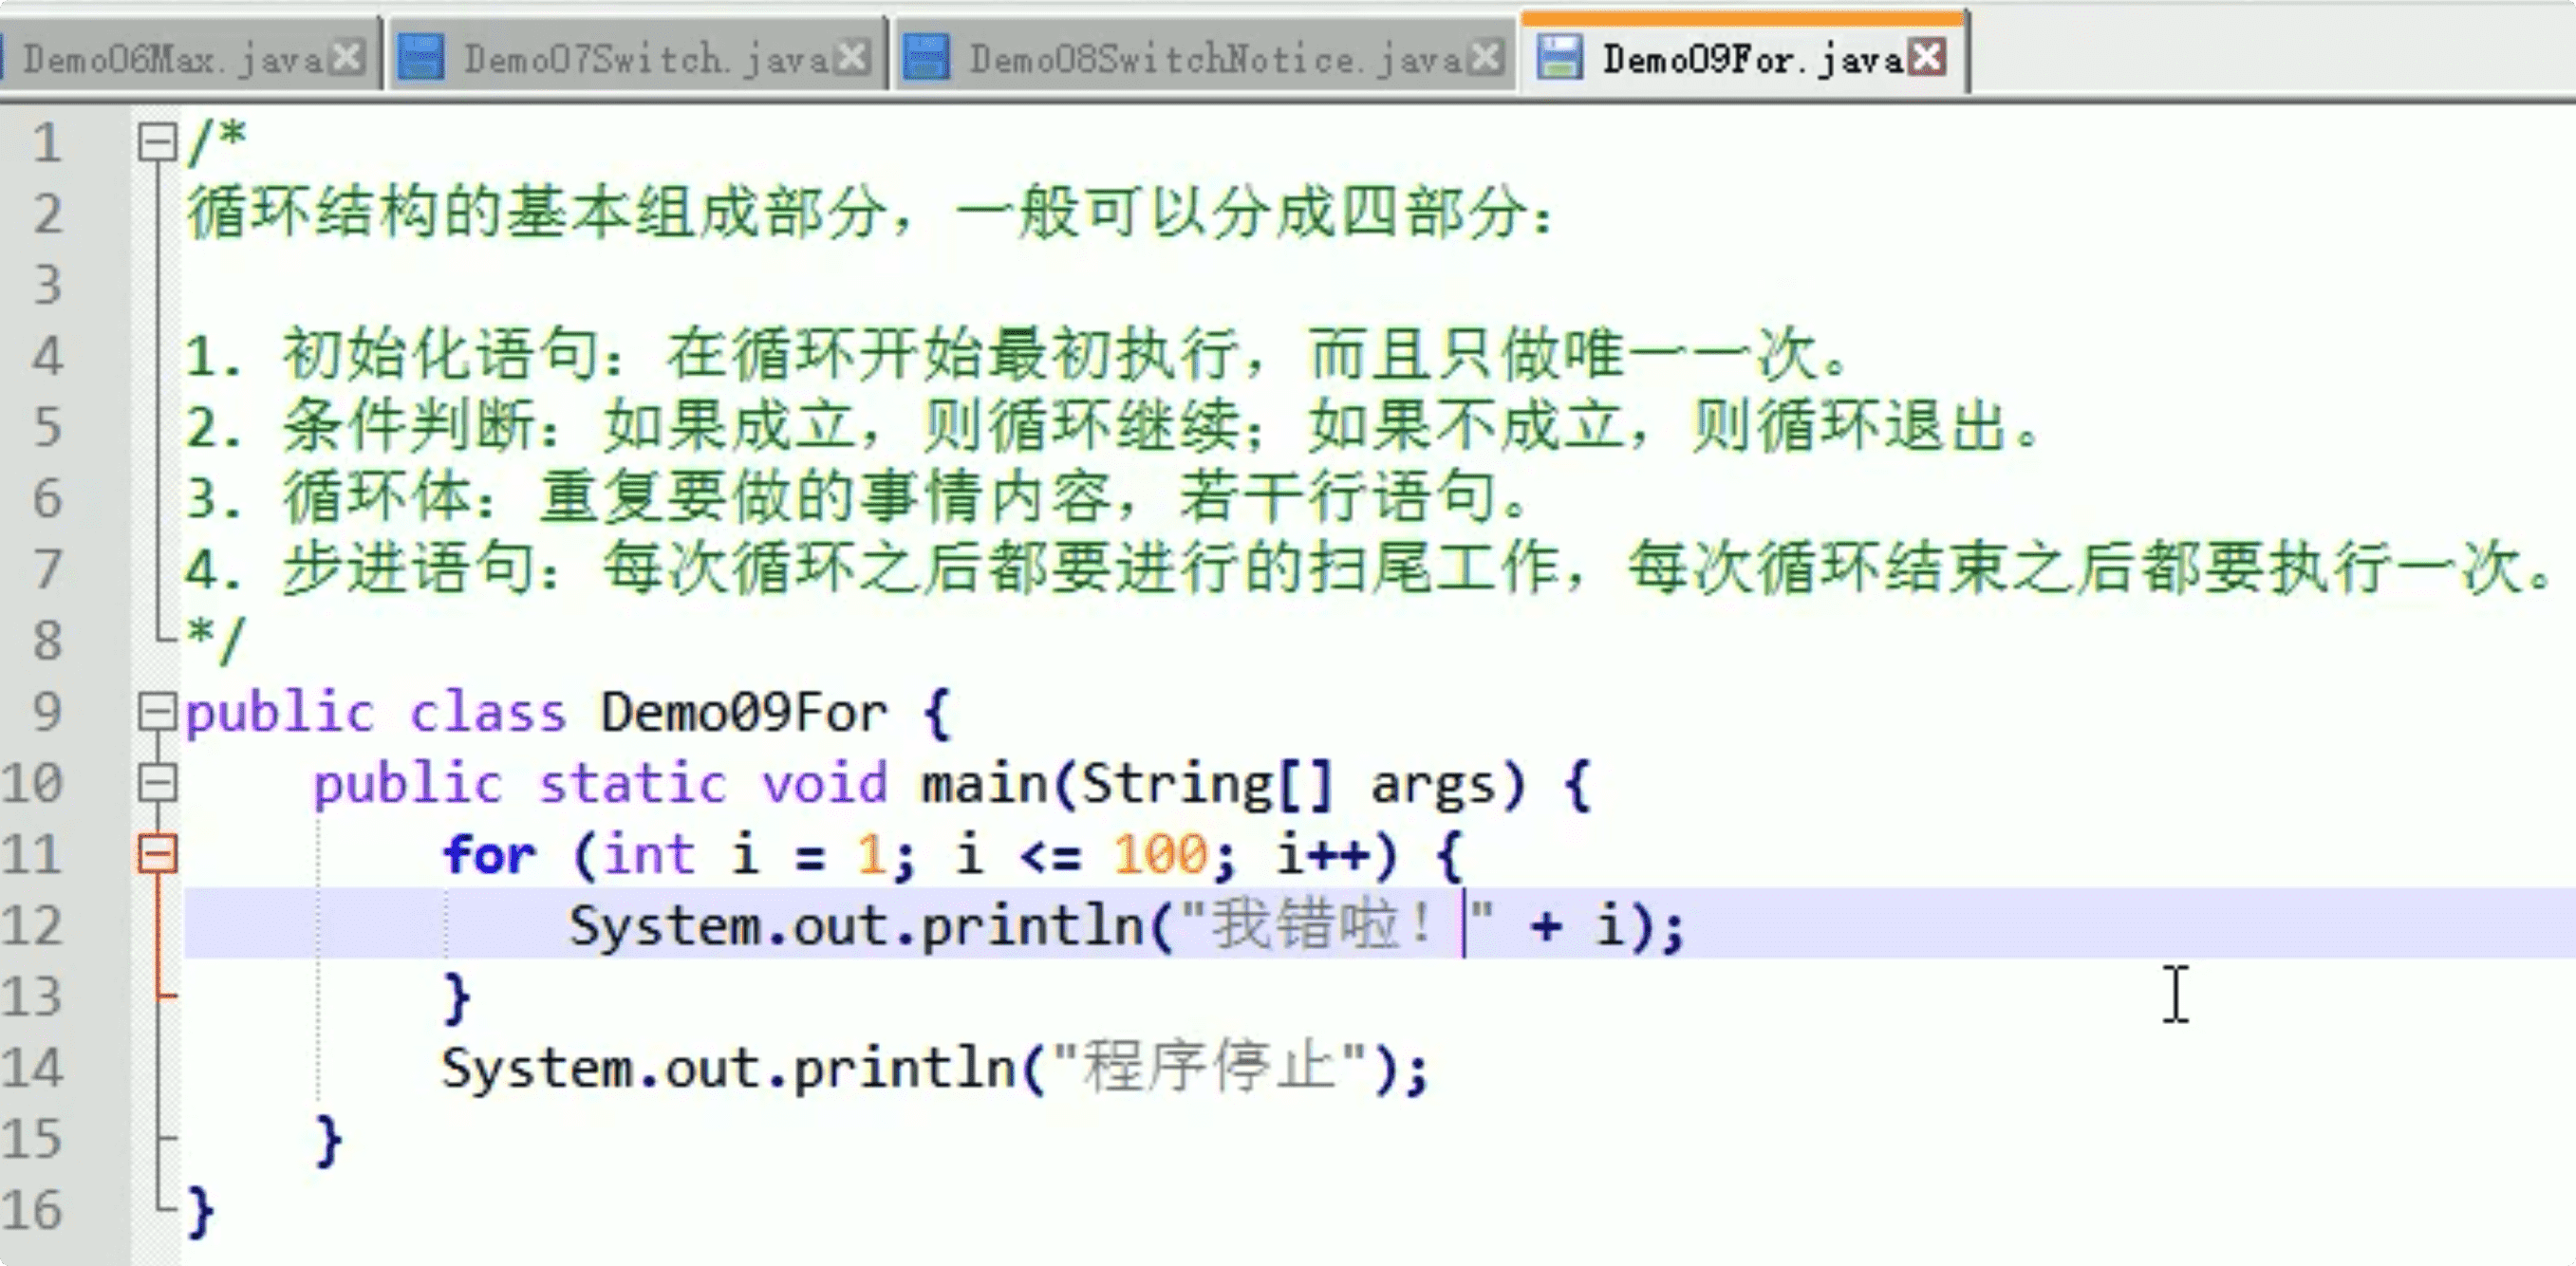 Demo06Max.java Demo07Switch.java Demo08SwitchNotice.java Demo09For.java
1 /*
2 循环结构的基本组成部分，一般可以分成四部分：
3
4 1. 初始化语句：在循环开始最初执行，而且只做唯一一次。
5 2. 条件判断：如果成立，则循环继续；如果不成立，则循环退出。
6 3. 循环体：重复要做的事情内容，若干行语句。
7 4. 步进语句：每次循环之后都要进行的扫尾工作，每次循环结束之后都要执行一次。
8 */
9 public class Demo09For {
10 public static void main(String[] args) {
11 for (int i = 1; i <= 100; i++) {
12 System.out.println("我错啦！" + i);
13 }
14 System.out.println("程序停止");
15 }
16 }